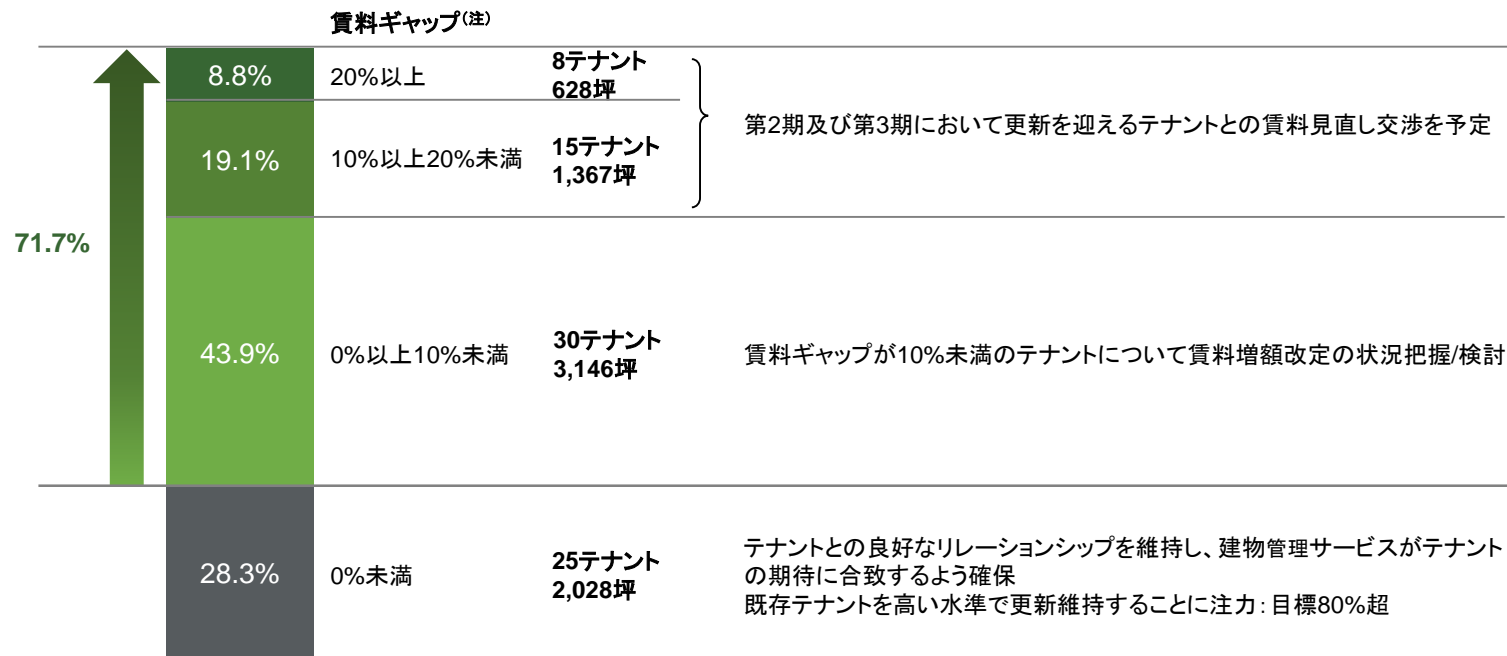 賃料ギャップ(注)
8.8%
20%以上
8テナント
628坪
第2期及び第3期において更新を迎えるテナントとの賃料見直し交渉を予定
19.1%
10%以上20%未満
15テナント
1,367坪
71.7%
43.9%
0%以上10%未満
30テナント
3,146坪
賃料ギャップが10%未満のテナントについて賃料増額改定の状況把握/検討
28.3%
0%未満
25テナント
2,028坪
テナントとの良好なリレーションシップを維持し、建物管理サービスがテナント
の期待に合致するよう確保
既存テナントを高い水準で更新維持することに注力：目標80%超